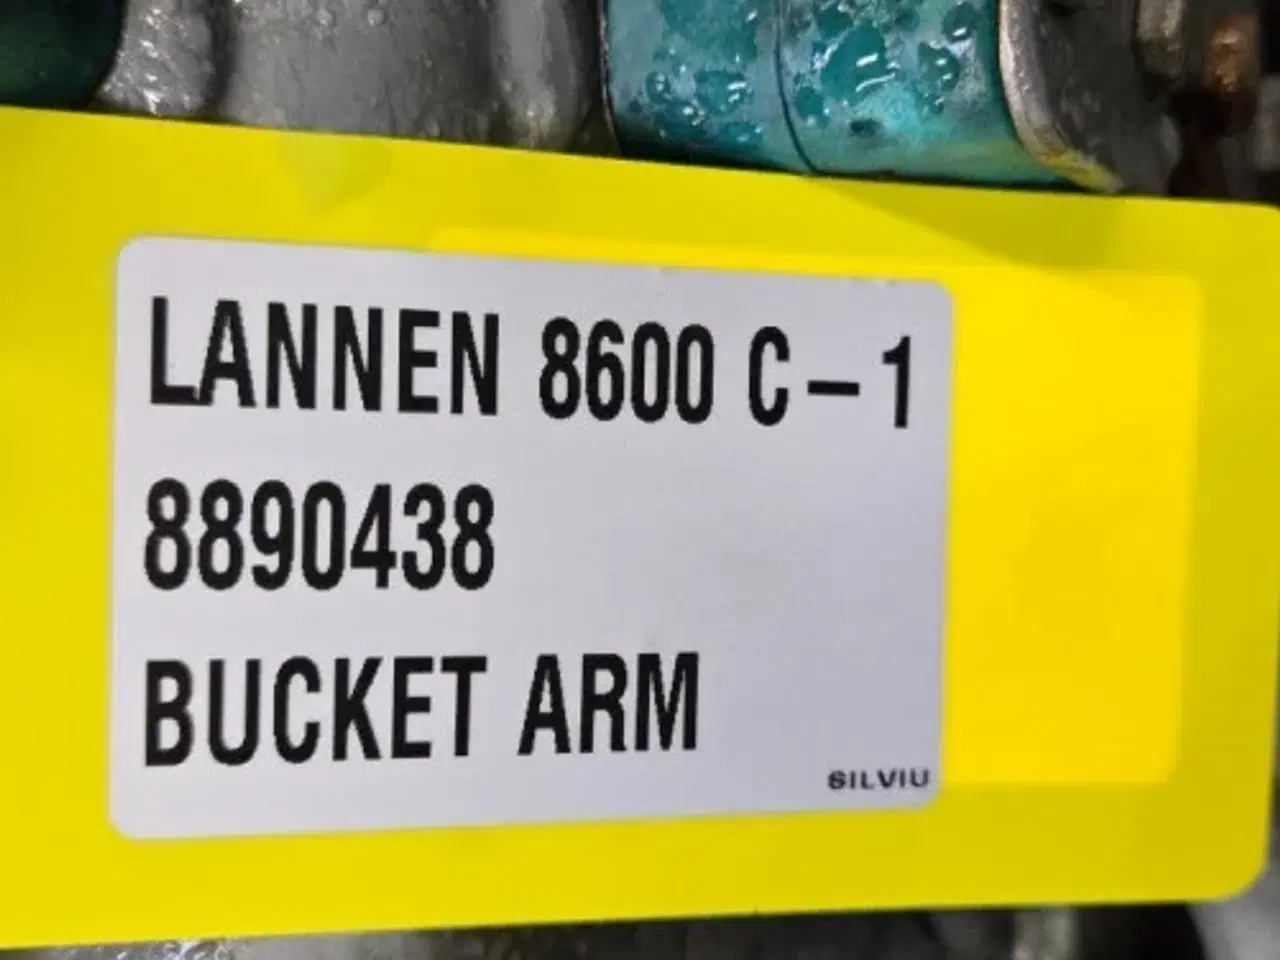 LANNEN 8600 C-1
8890438
BUCKET ARM
SILVIU